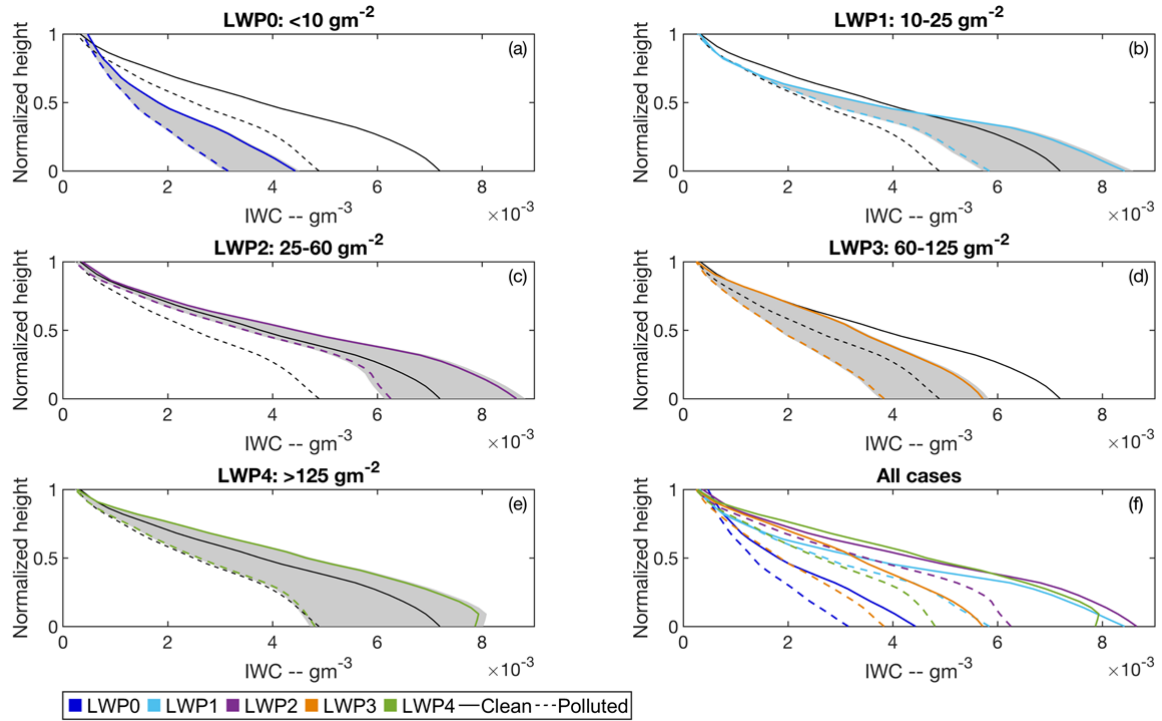 LWP0: <10 gm-2
(a)
Normalized height
1
0.5
0
0 2 4 6 8
×10-3
IWC -- gm-3
LWP1: 10-25 gm-2
(b)
Normalized height
1
0.5
0
0 2 4 6 8
×10-3
IWC -- gm-3
LWP2: 25-60 gm-2
(c)
Normalized height
1
0.5
0
0 2 4 6 8
×10-3
IWC -- gm-3
LWP3: 60-125 gm-2
(d)
Normalized height
1
0.5
0
0 2 4 6 8
×10-3
IWC -- gm-3
LWP4: >125 gm-2
(e)
Normalized height
1
0.5
0
0 2 4 6 8
×10-3
IWC -- gm-3
All cases
(f)
Normalized height
1
0.5
0
0 2 4 6 8
×10-3
IWC -- gm-3
LWP0 LWP1 LWP2 LWP3 LWP4 Clean Polluted